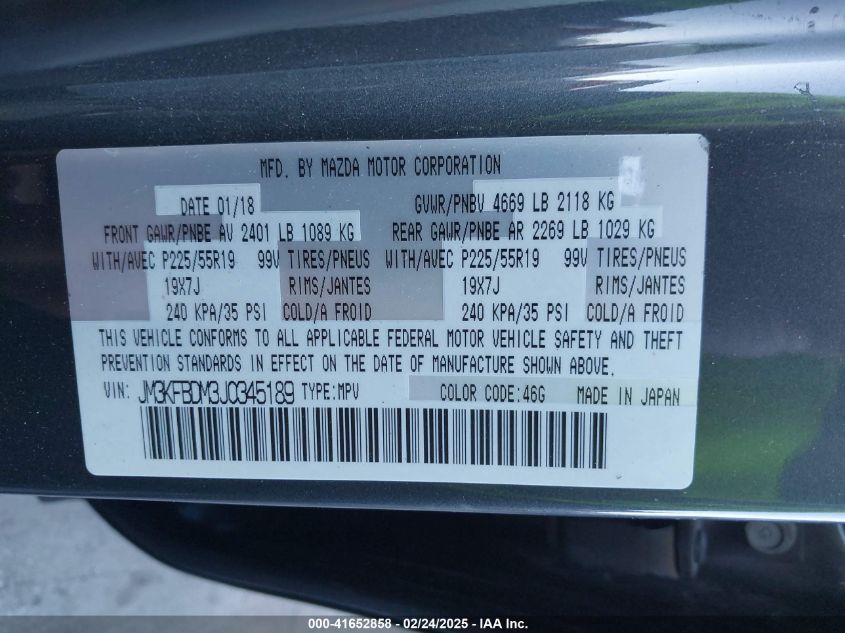 MFD. BY MAZDA MOTOR CORPORATION
DATE 01/18 GVWR/PNBV 4669 LB 2118 KG
FRONT GAWR/PNBE AV 2401 LB 1089 KG REAR GAWR/PNBE AR 2269 LB 1029 KG
WITH/AVEC P225/55R19 99V TIRES/PNEUS WITH/AVEC P225/55R19 99V TIRES/PNEUS
19X7J RIMS/JANTES 19X7J RIMS/JANTES
240 KPA/35 PSI COLD/A FROID 240 KPA/35 PSI COLD/A FROID
THIS VEHICLE CONFORMS TO ALL APPLICABLE FEDERAL MOTOR VEHICLE SAFETY AND THEFT
PREVENTION STANDARDS IN EFFECT ON THE DATE OF MANUFACTURE SHOWN ABOVE.
VIN: JM3KFBDM3J0345189 TYPE:MPV COLOR CODE:46G MADE IN JAPAN
000-41652858 - 02/24/2025 - IAAI, Inc.